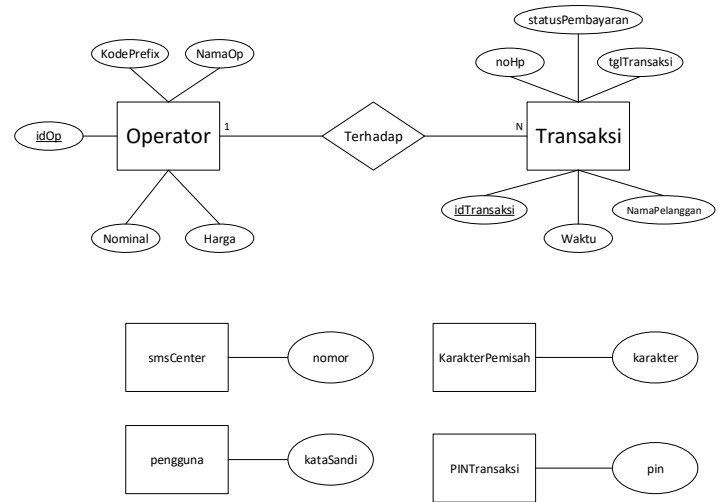 statusPembayaran
KodePrefix
NamaOp
noHp
tglTransaksi
idOp
Operator
1
Terhadap
N
Transaksi
Nominal
Harga
idTransaksi
Waktu
NamaPelanggan
smsCenter
nomor
KarakterPemisah
karakter
pengguna
kataSandi
PINTransaksi
pin